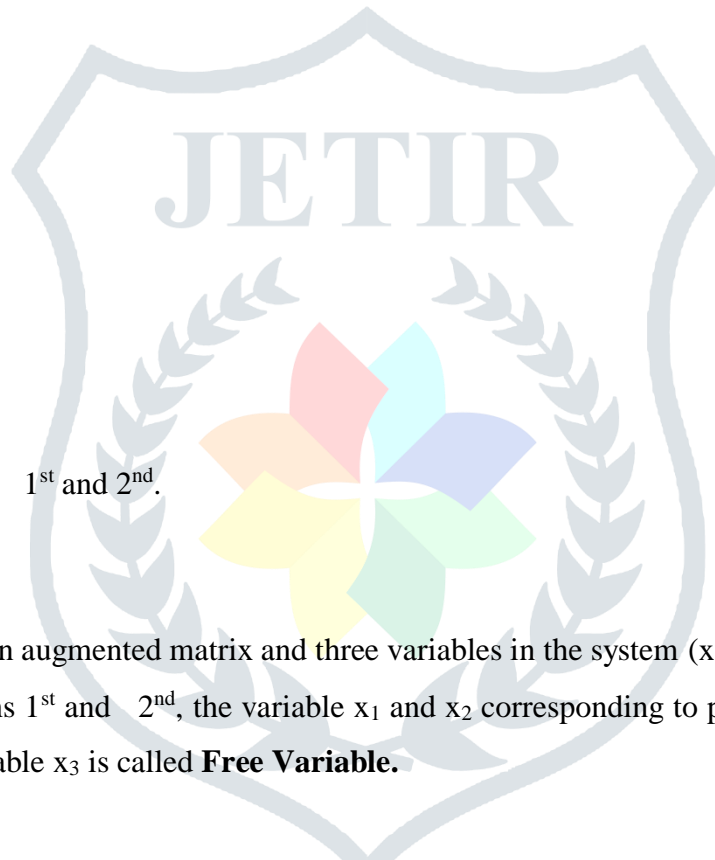 JETIR
1st and 2nd.
n augmented matrix and three variables in the system (x
ns 1st and 2nd, the variable x1 and x2 corresponding to p
able x3 is called Free Variable.